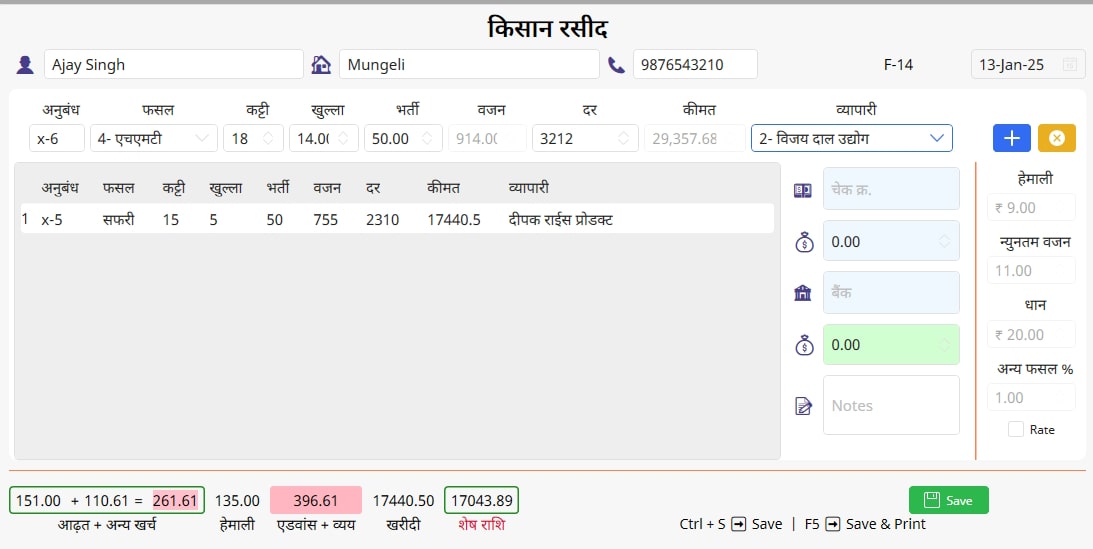 किसान रसीद
Ajay Singh Mungeli 9876543210 F-14 13-Jan-25
अनुबंध फसल कट्टी खुल्ला भर्ती वजन दर कीमत व्यापारी
x-6 4- एचएमटी 18 14.00 50.00 914.00 3212 29,357.68 2- विजय दाल उद्योग
अनुबंध फसल कट्टी खुल्ला भर्ती वजन दर कीमत व्यापारी
1 x-5 सफरी 15 5 50 755 2310 17440.5 दीपक राईस प्रोडक्ट
चेक क्र.
0.00
बैंक
0.00
Notes
हेमाली
₹ 9.00
न्युनतम वजन
11.00
धान
₹ 20.00
अन्य फसल %
1.00
Rate
151.00 + 110.61 = 261.61 135.00 396.61 17440.50 17043.89 Save
आढ़त + अन्य खर्च हेमाली एडवांस + व्यय खरीदी शेष राशि Ctrl + S Save | F5 Save & Print